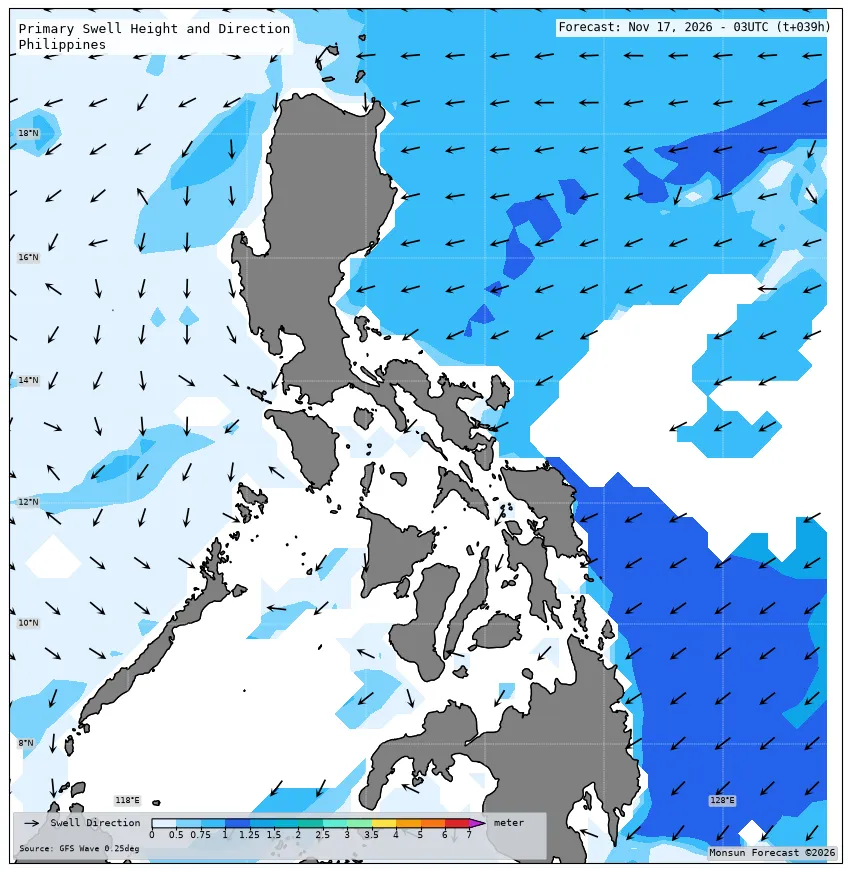 Primary Swell Height and Direction
Philippines
Forecast: Nov 17, 2026 - 03UTC (t+039h)
18°N
16°N
14°N
12°N
10°N
8°N
118°E
128°E
Swell Direction
0 0.5 0.75 1 1.25 1.5 2 2.5 3 3.5 4 5 6 7
meter
Source: GFS Wave 0.25deg
Monsun Forecast ©2026